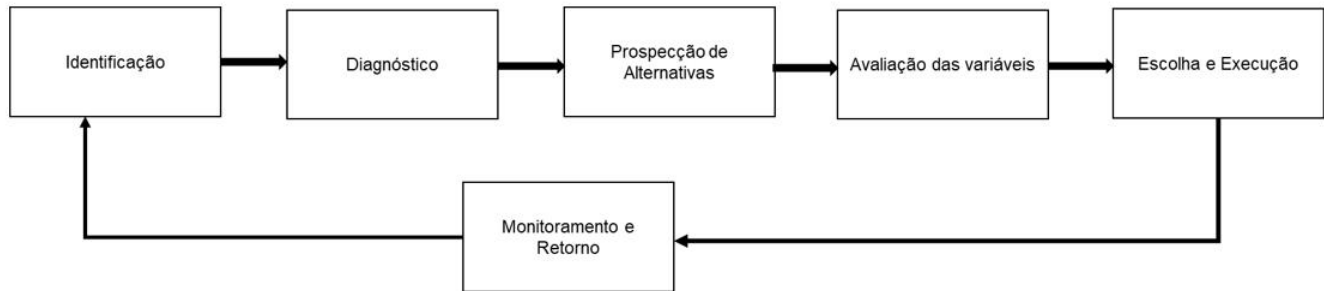 Identificação
Diagnóstico
Prospecção de
Alternativas
Avaliação das variáveis
Escolha e Execução
Monitoramento e
Retorno